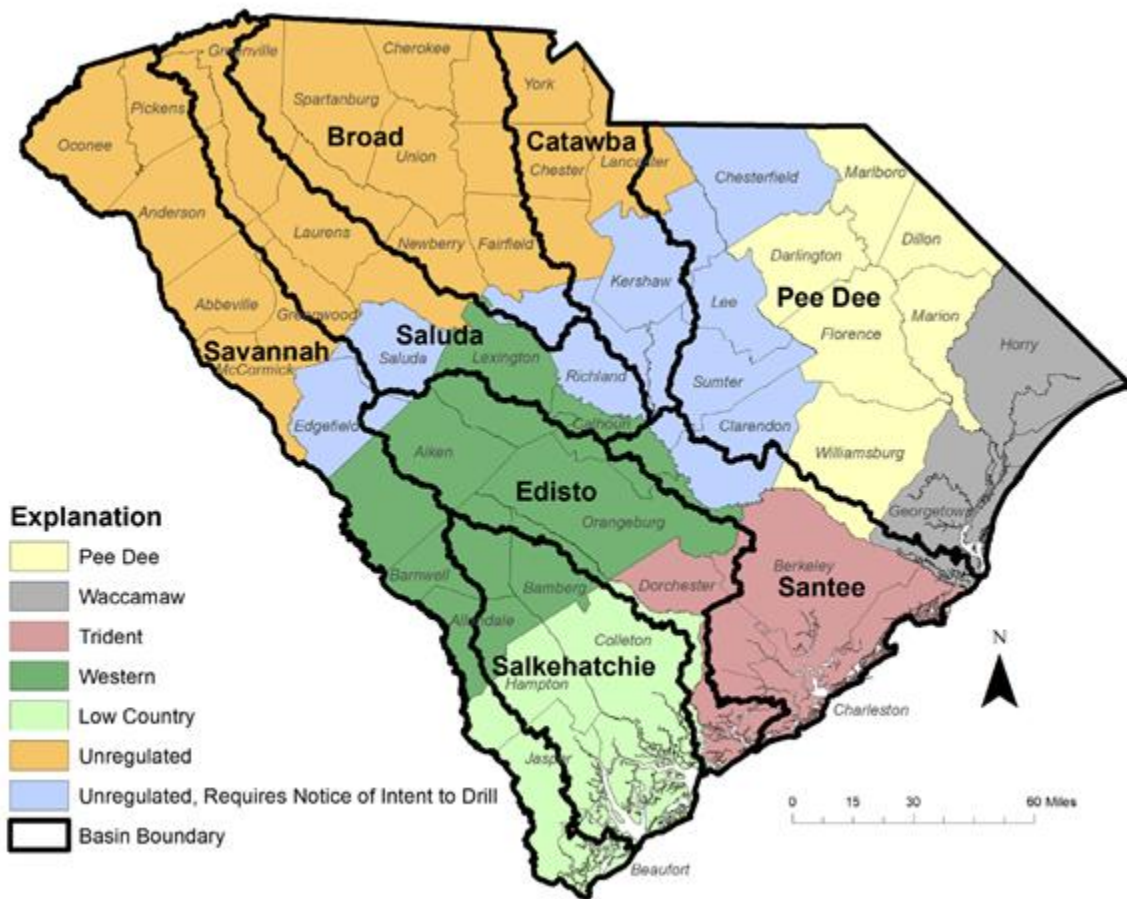 Greenville
Cherokee
York
Pickens
Spartanburg
Oconee
Broad
Union
Catawba
Lancaster
Chester
Chesterfield
Marlboro
Anderson
Laurens
Newberry
Fairfield
Darlington
Dillon
Kershaw
Lee
Pee Dee
Abbeville
Greenwood
Saluda
Florence
Marion
Horry
Savannah
McCormick
Saluda
Lexington
Richland
Sumter
Edgefield
Calhoun
Clarendon
Aiken
Williamsburg
Edisto
Orangeburg
Georgetown
Barnwell
Bamberg
Dorchester
Berkeley
Santee
Allendale
Colleton
Salkehatchie
Hampton
Charleston
Jasper
Beaufort
Explanation
Pee Dee
Waccamaw
Trident
Western
Low Country
Unregulated
Unregulated, Requires Notice of Intent to Drill
Basin Boundary
N
0 15 30 60 Miles